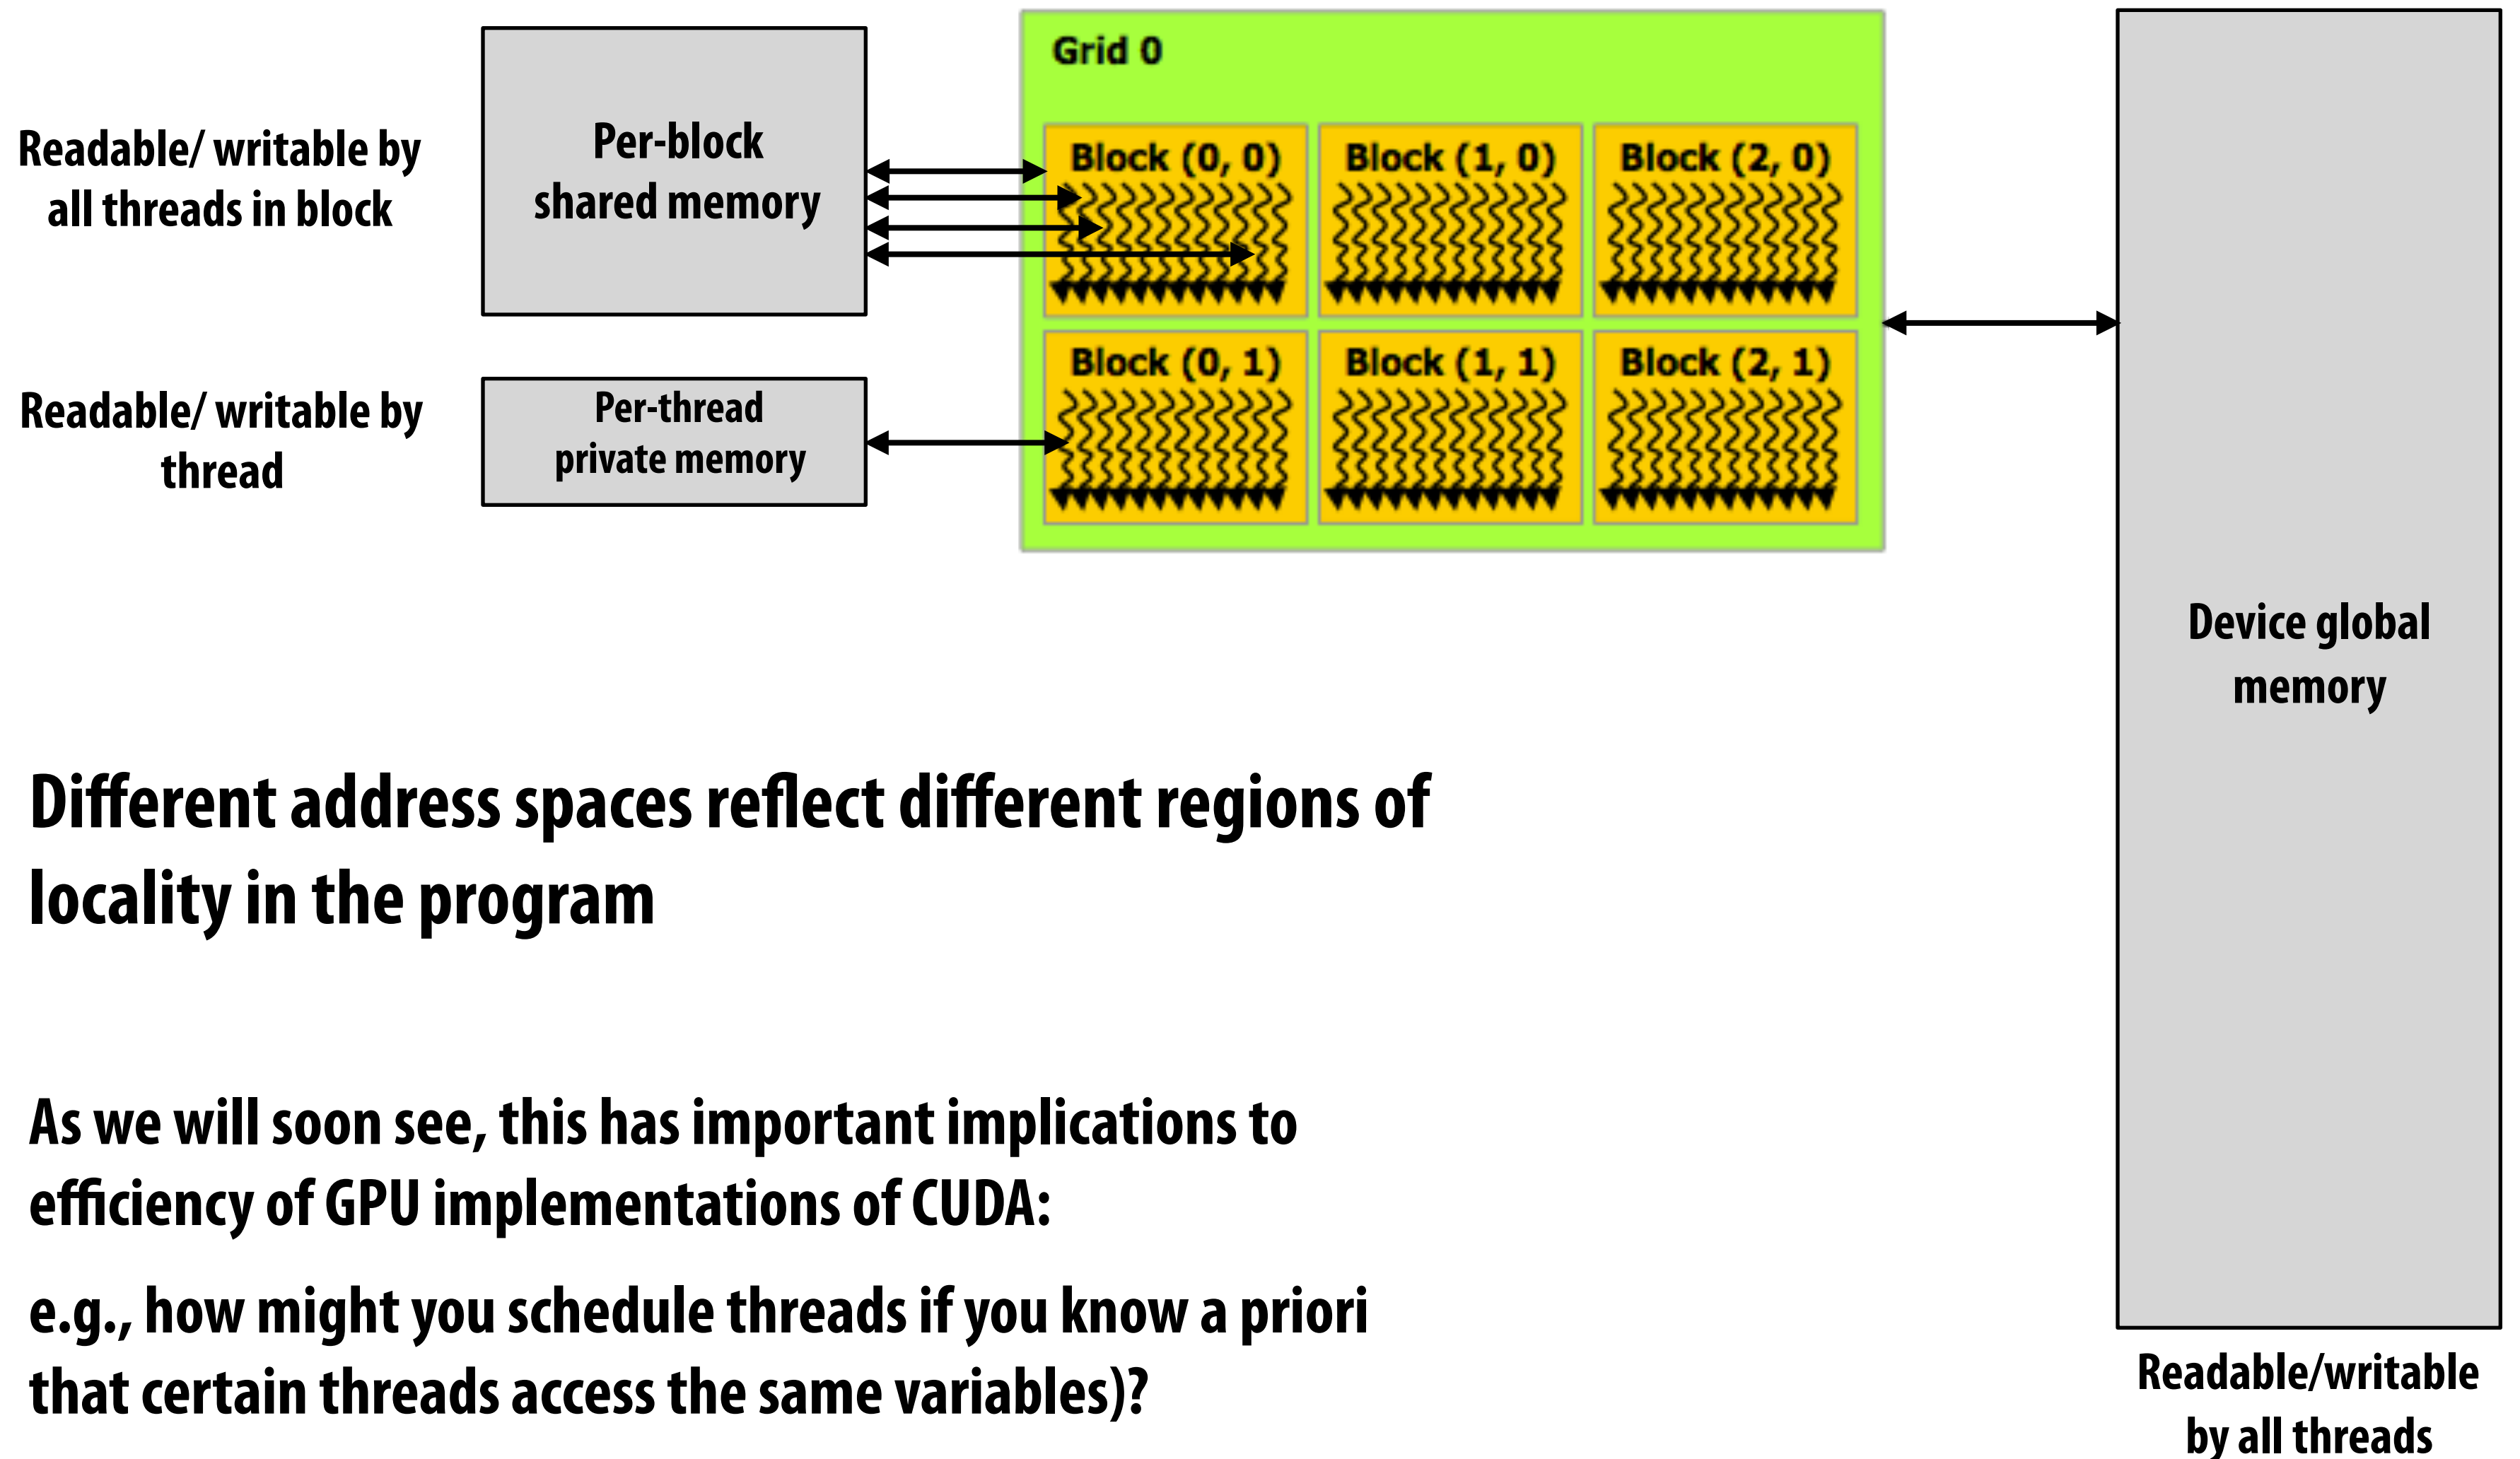 Readable/ writable by
all threads in block
Per-block
shared memory
Grid 0
Block (0, 0)
Block (1, 0)
Block (2, 0)
Block (0, 1)
Block (1, 1)
Block (2, 1)
Readable/ writable by
thread
Per-thread
private memory
Device global
memory
Readable/writable
by all threads
Different address spaces reflect different regions of
locality in the program
As we will soon see, this has important implications to
efficiency of GPU implementations of CUDA:
e.g., how might you schedule threads if you know a priori
that certain threads access the same variables)?